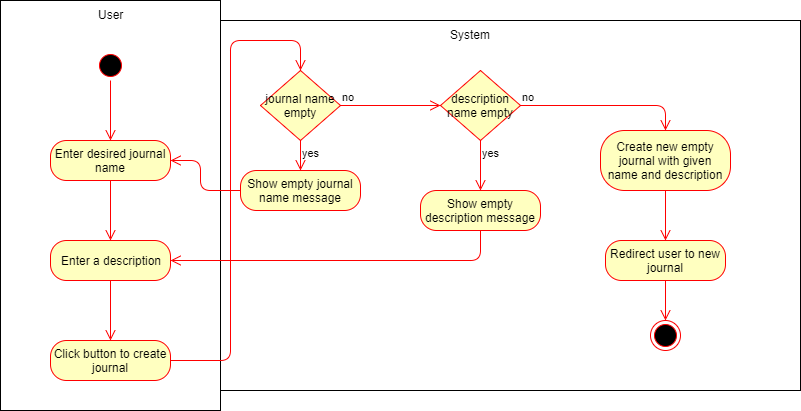 User
System
journal name
empty
no
description
name empty
no
yes
yes
Enter desired journal
name
Show empty journal
name message
Show empty
description message
Create new empty
journal with given
name and description
Enter a description
Redirect user to new
journal
Click button to create
journal